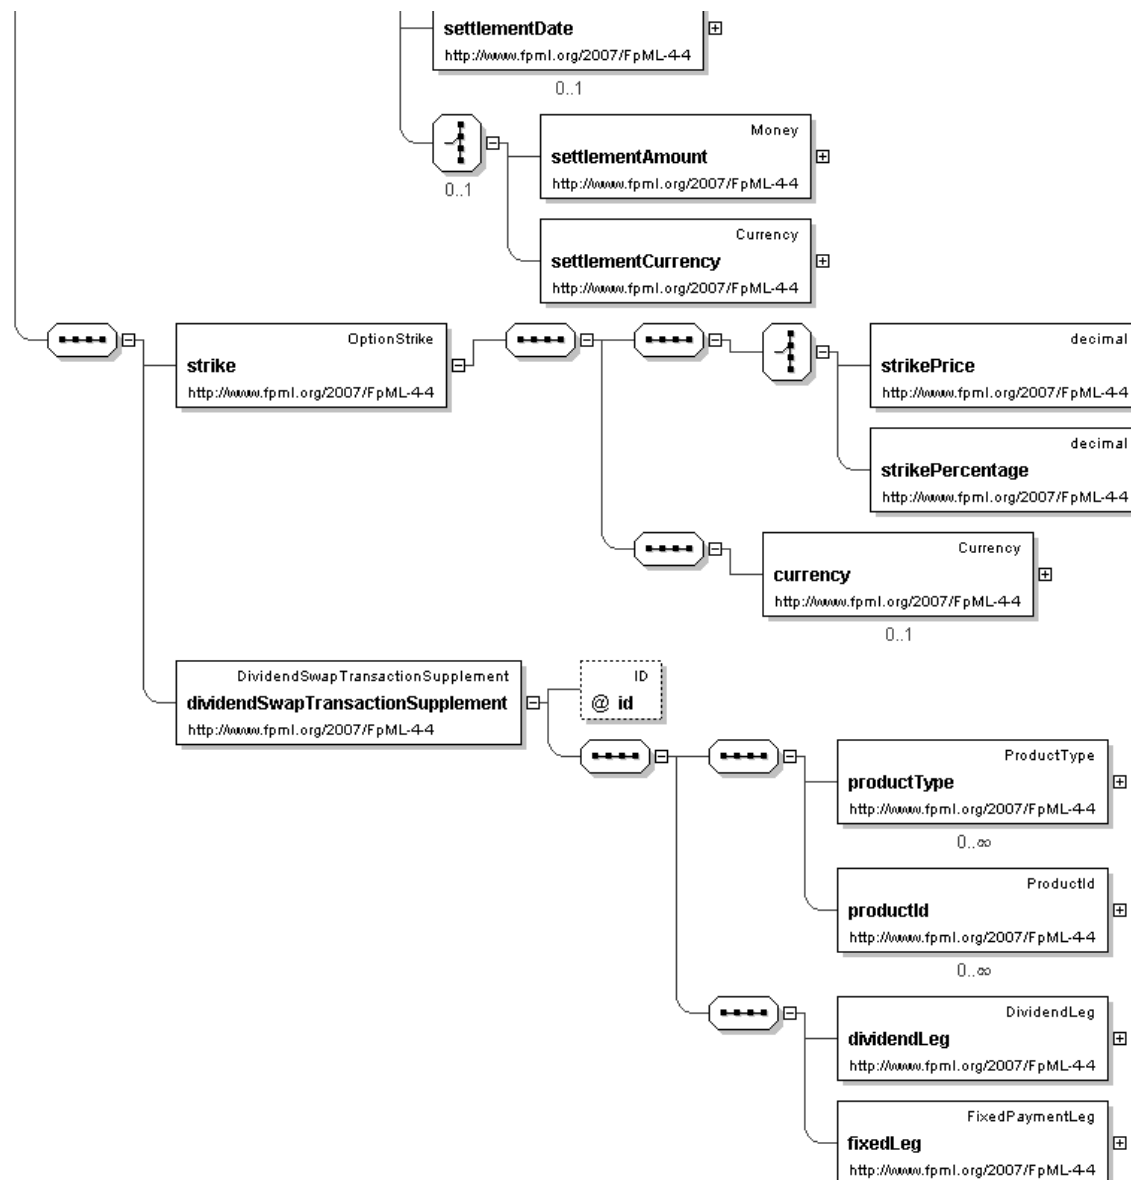 settlementDate
http://www.fpml.org/2007/FpML-4-4
0..1
Money
settlementAmount
http://www.fpml.org/2007/FpML-4-4
0..1
Currency
settlementCurrency
http://www.fpml.org/2007/FpML-4-4
OptionStrike
strike
http://www.fpml.org/2007/FpML-4-4
decimal
strikePrice
http://www.fpml.org/2007/FpML-4-4
decimal
strikePercentage
http://www.fpml.org/2007/FpML-4-4
Currency
currency
http://www.fpml.org/2007/FpML-4-4
0..1
DividendSwapTransactionSupplement
dividendSwapTransactionSupplement
http://www.fpml.org/2007/FpML-4-4
ID
@ id
ProductType
productType
http://www.fpml.org/2007/FpML-4-4
0..∞
ProductId
productId
http://www.fpml.org/2007/FpML-4-4
0..∞
DividendLeg
dividendLeg
http://www.fpml.org/2007/FpML-4-4
FixedPaymentLeg
fixedLeg
http://www.fpml.org/2007/FpML-4-4